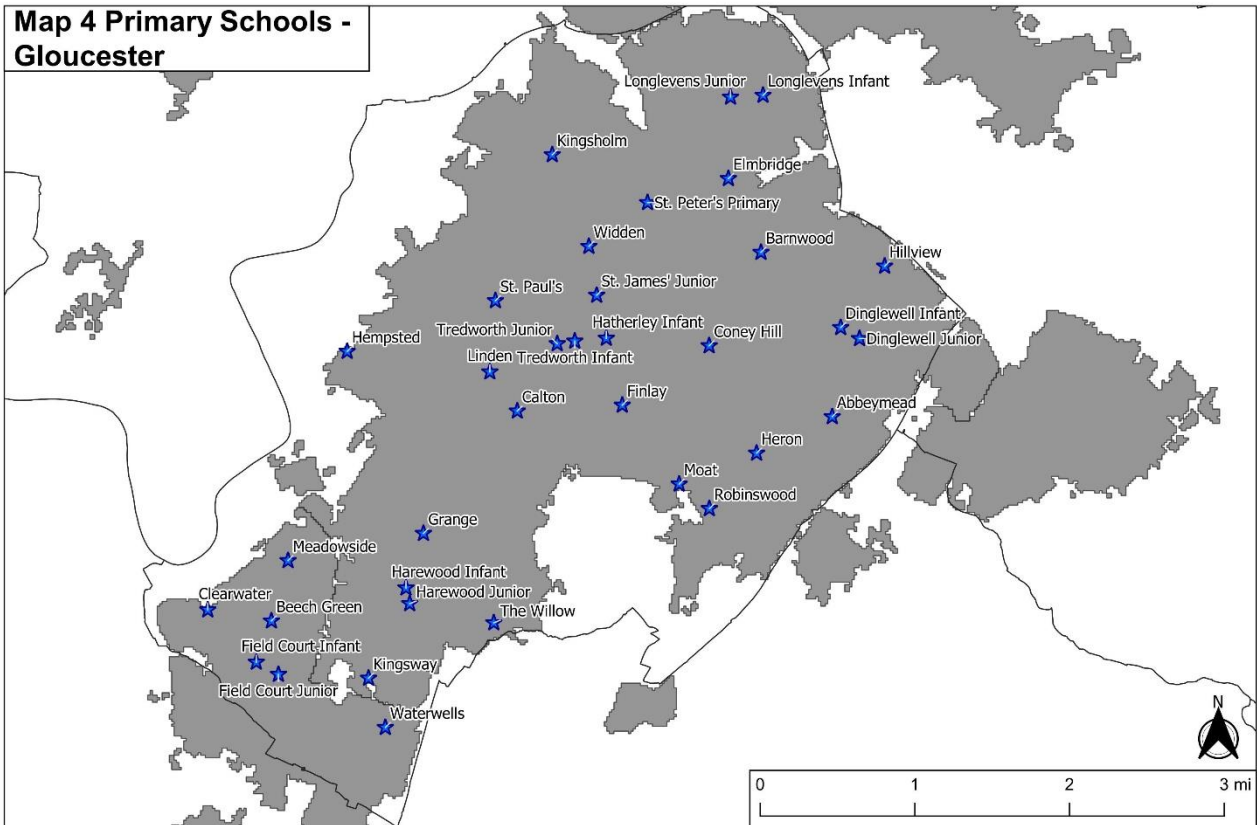 Map 4 Primary Schools -
Gloucester
Longlevens Junior
Longlevens Infant
Kingsholm
Elmbridge
St. Peter's Primary
Widden
Barnwood
Hillview
St. Paul's
St. James' Junior
Dinglewell Infant
Dinglewell Junior
Hempsted
Tredworth Junior
Hatherley Infant
Coney Hill
Linden
Tredworth Infant
Calton
Finlay
Abbeymead
Heron
Moat
Robinswood
Grange
Meadowside
Harewood Infant
Harewood Junior
Clearwater
Beech Green
The Willow
Field Court Infant
Kingsway
Field Court Junior
Waterwells
N
0 1 2 3 mi